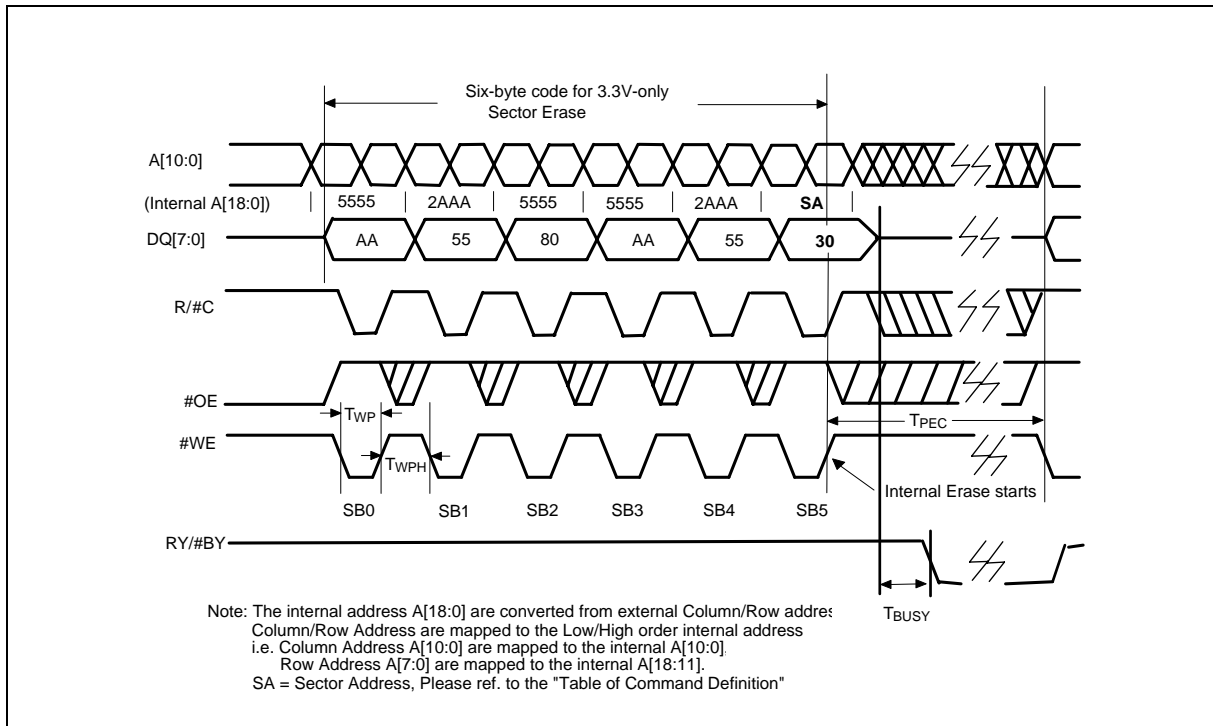 Six-byte code for 3.3V-only
Sector Erase
A[10:0]
(Internal A[18:0])
5555 2AAA 5555 5555 2AAA SA
DQ[7:0]
AA 55 80 AA 55 30
R/#C
#OE
TWP
TPEC
#WE
TWPH
Internal Erase starts
SB0 SB1 SB2 SB3 SB4 SB5
RY/#BY
TBUSY
Note: The internal address A[18:0] are converted from external Column/Row addre
Column/Row Address are mapped to the Low/High order internal address
i.e. Column Address A[10:0] are mapped to the internal A[10:0]
Row Address A[7:0] are mapped to the internal A[18:11].
SA = Sector Address, Please ref. to the "Table of Command Definition"